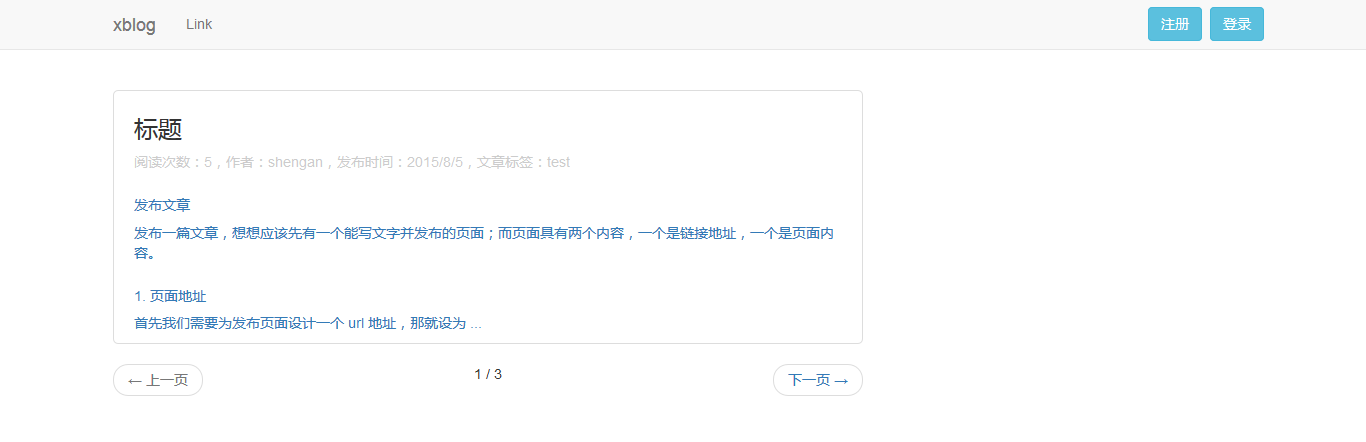 xblog Link 注册 登录
标题
阅读次数：5，作者：shengan，发布时间：2015/8/5，文章标签：test
发布文章
发布一篇文章，想想应该先有一个能写文字并发布的页面；而页面具有两个内容，一个是链接地址，一个是页面内
容。
1. 页面地址
首先我们需要为发布页面设计一个 url 地址，那就设为 ...
← 上一页 1 / 3 下一页 →